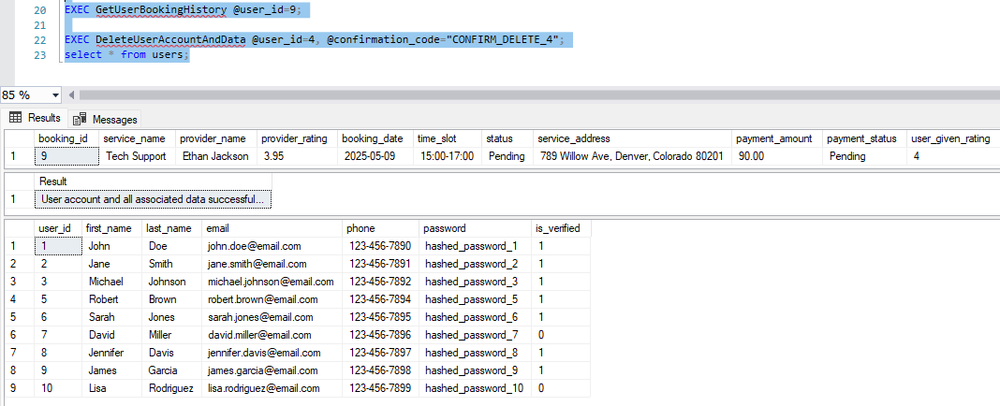 20 EXEC GetUserBookingHistory @user_id=9;
21
22 EXEC DeleteUserAccountAndData @user_id=4, @confirmation_code="CONFIRM_DELETE_4";
23 select * from users;
85 %
Results Messages
booking_id service_name provider_name provider_rating booking_date time_slot status service_address payment_amount payment_status user_given_rating
1 9 Tech Support Ethan Jackson 3.95 2025-05-09 15:00-17:00 Pending 789 Willow Ave, Denver, Colorado 80201 90.00 Pending 4
Result
1 User account and all associated data successful...
user_id first_name last_name email phone password is_verified
1 1 John Doe john.doe@email.com 123-456-7890 hashed_password_1 1
2 2 Jane Smith jane.smith@email.com 123-456-7891 hashed_password_2 1
3 3 Michael Johnson michael.johnson@email.com 123-456-7892 hashed_password_3 1
4 5 Robert Brown robert.brown@email.com 123-456-7894 hashed_password_5 1
5 6 Sarah Jones sarah.jones@email.com 123-456-7895 hashed_password_6 1
6 7 David Miller david.miller@email.com 123-456-7896 hashed_password_7 0
7 8 Jennifer Davis jennifer.davis@email.com 123-456-7897 hashed_password_8 1
8 9 James Garcia james.garcia@email.com 123-456-7898 hashed_password_9 1
9 10 Lisa Rodriguez lisa.rodriguez@email.com 123-456-7899 hashed_password_10 0